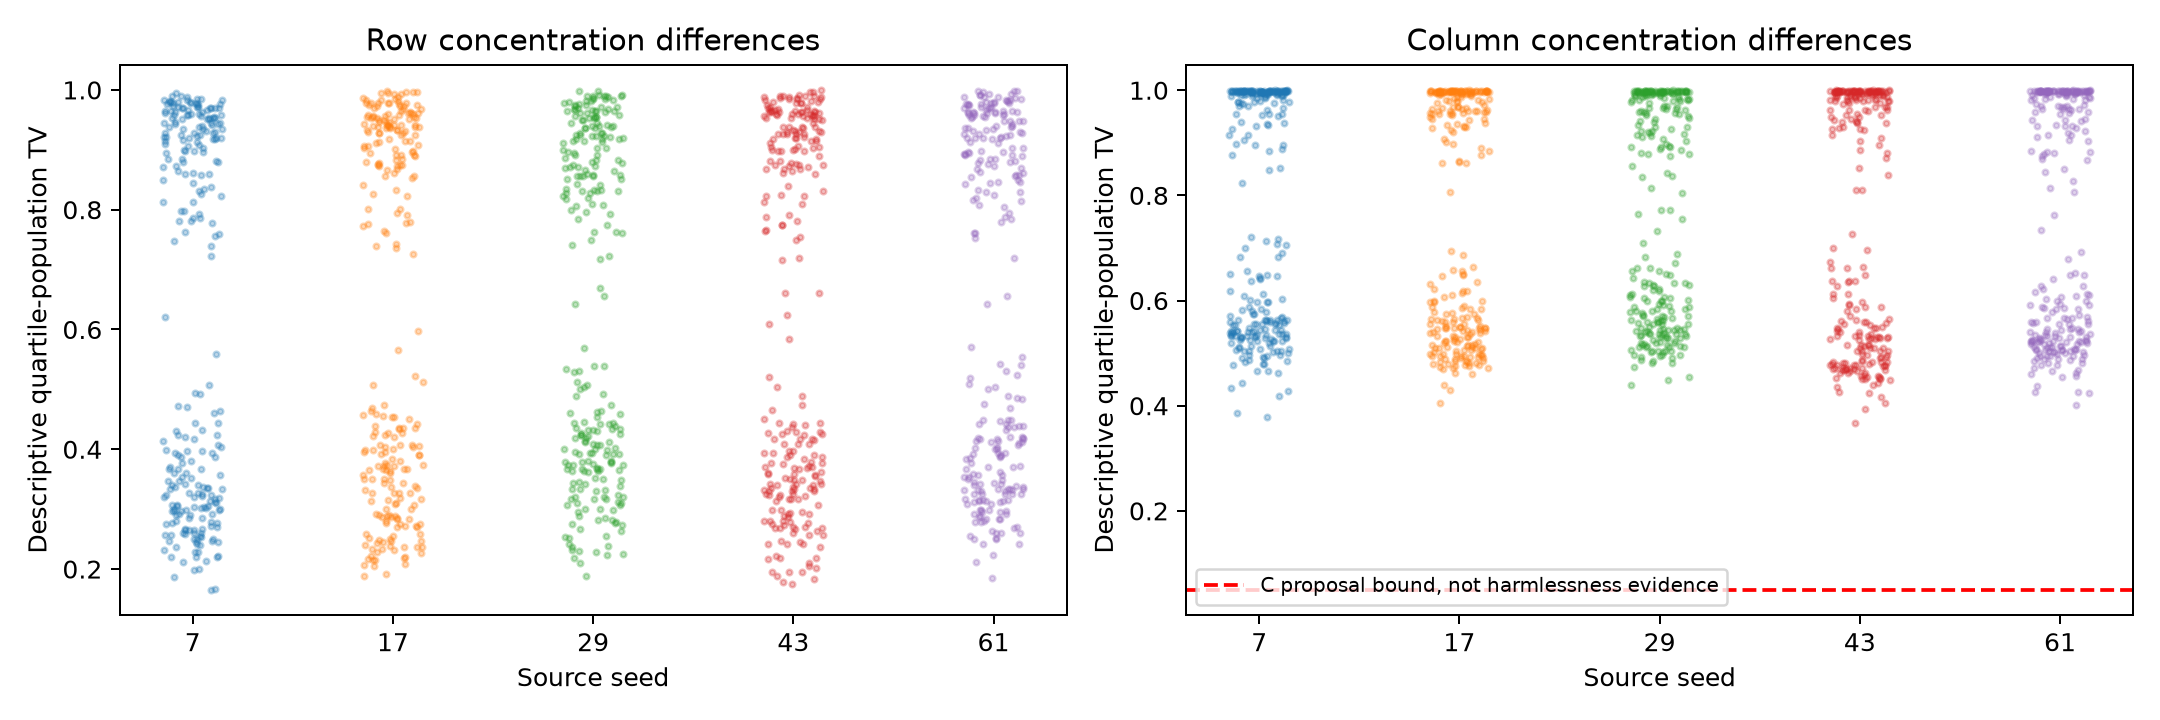 Row concentration differences
Descriptive quartile-population TV
1.0
0.8
0.6
0.4
0.2
7 17 29 43 61
Source seed
Column concentration differences
Descriptive quartile-population TV
1.0
0.8
0.6
0.4
0.2
C proposal bound, not harmlessness evidence
7 17 29 43 61
Source seed